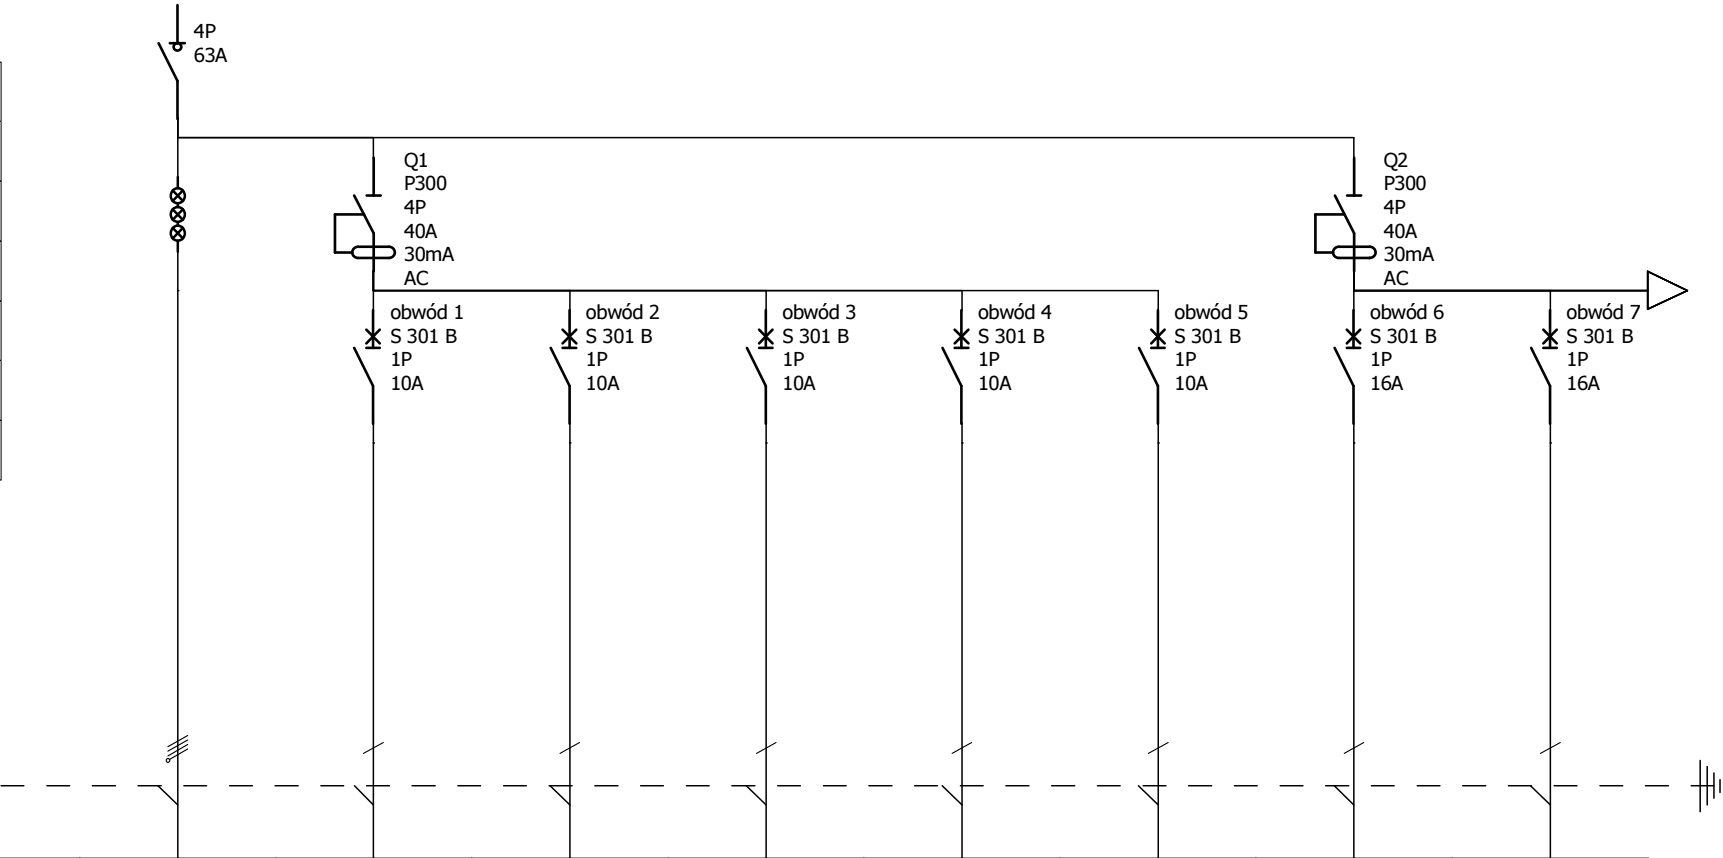 4P
63A
Q1
P300
4P
40A
30mA
AC
Q2
P300
4P
40A
30mA
AC
obwód 1
S 301 B
1P
10A
obwód 2
S 301 B
1P
10A
obwód 3
S 301 B
1P
10A
obwód 4
S 301 B
1P
10A
obwód 5
S 301 B
1P
10A
obwód 6
S 301 B
1P
16A
obwód 7
S 301 B
1P
16A